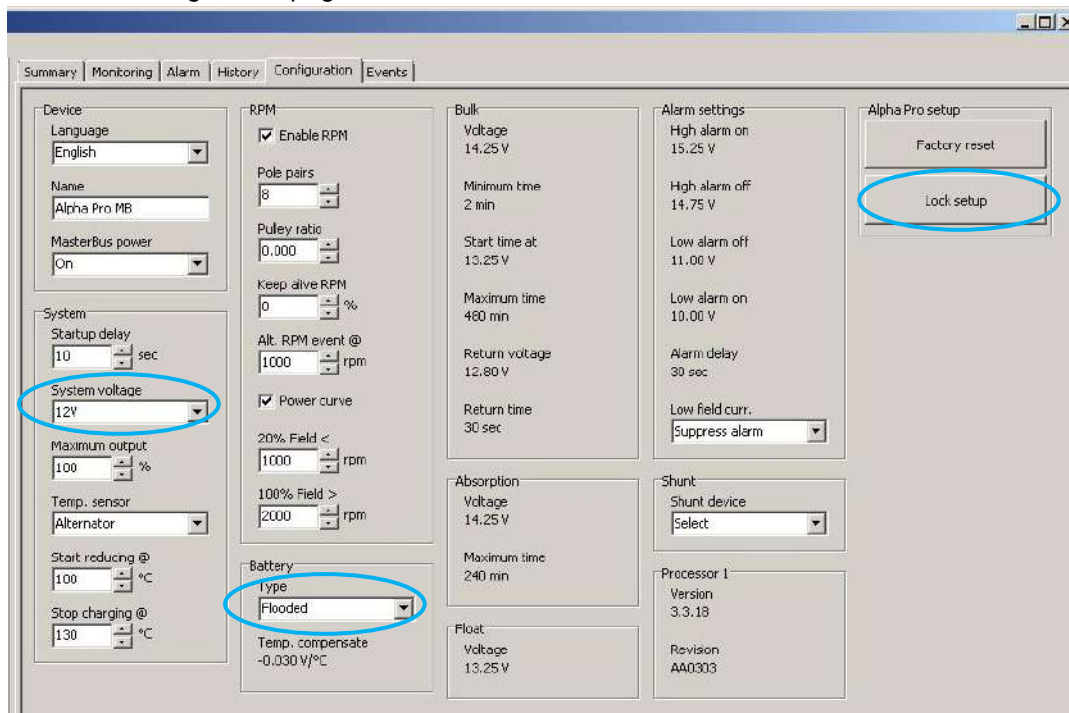 Summary Monitoring Alarm History Configuration Events
Device
Language
English
Name
Alpha Pro MB
MasterBus power
On
System
Startup delay
10 sec
System voltage
12V
Maximum output
100 %
Temp. sensor
Alternator
Start reducing @
100 °C
Stop charging @
130 °C
RPM
Enable RPM
Pole pairs
8
Pulley ratio
0.000
Keep alive RPM
0 %
Alt. RPM event @
1000 rpm
Power curve
20% Field <
1000 rpm
100% Field >
2000 rpm
Battery
Type
Flooded
Temp. compensate
-0.030 V/°C
Bulk
Voltage
14.25 V
Minimum time
2 min
Start time at
13.25 V
Maximum time
480 min
Return voltage
12.80 V
Return time
30 sec
Absorption
Voltage
14.25 V
Maximum time
240 min
Float
Voltage
13.25 V
Alarm settings
High alarm on
15.25 V
High alarm off
14.75 V
Low alarm off
11.00 V
Low alarm on
10.00 V
Alarm delay
30 sec
Low field curr.
Suppress alarm
Shunt
Shunt device
Select
Processor 1
Version
3.3.18
Revision
AA0303
Alpha Pro setup
Factory reset
Lock setup